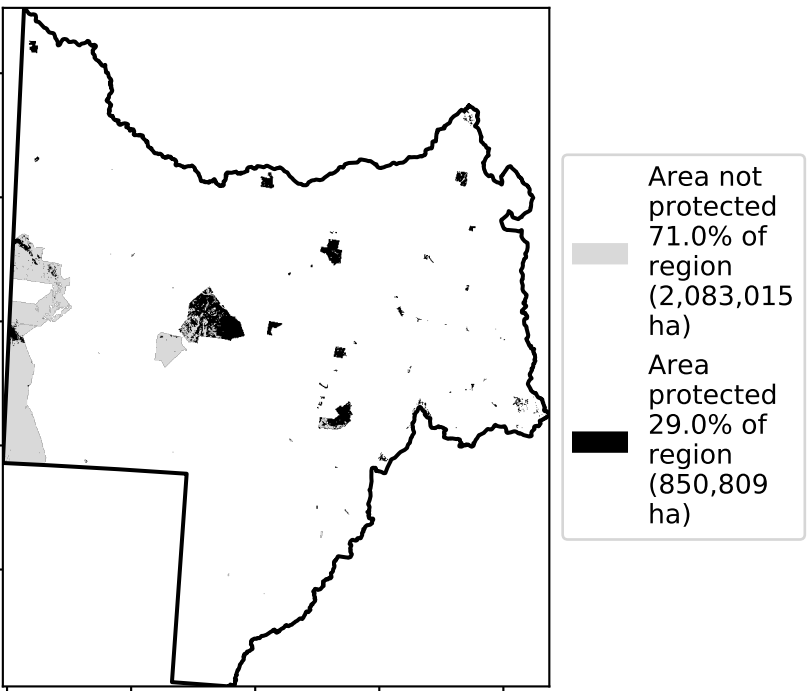 Area not
protected
71.0% of
region
(2,083,015
ha)
Area
protected
29.0% of
region
(850,809
ha)